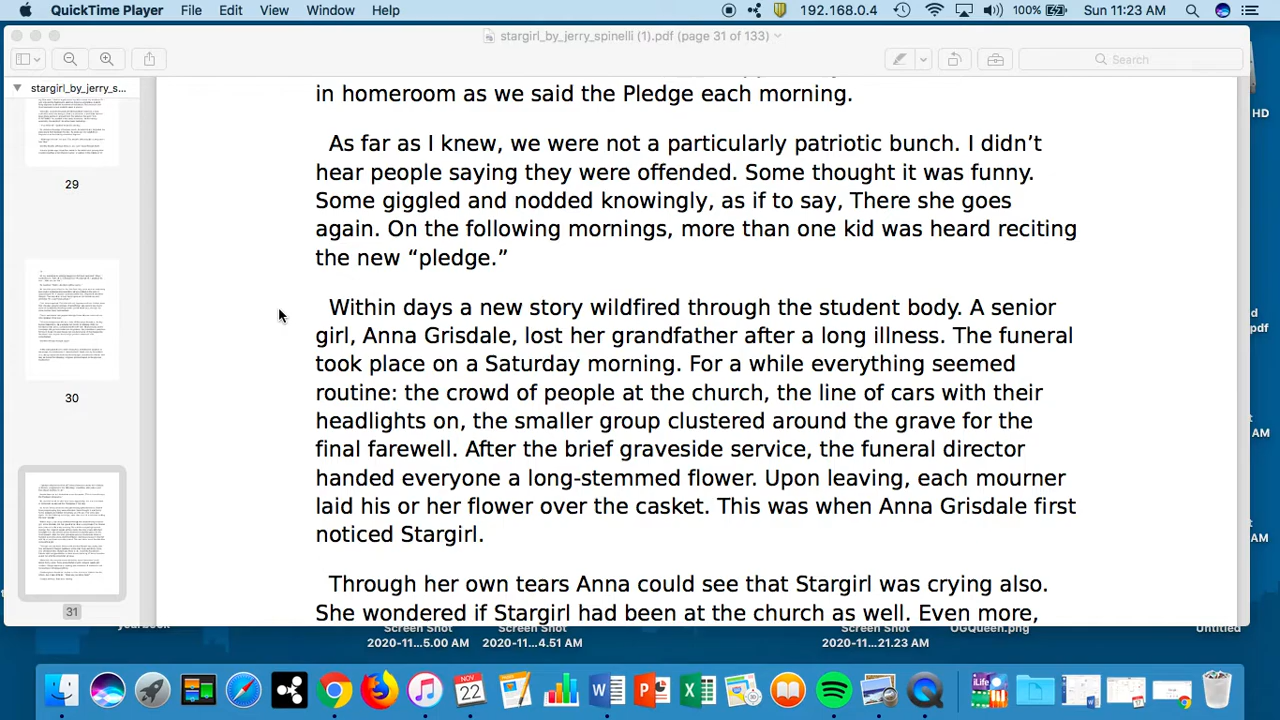 QuickTime Player File Edit View Window Help 192.168.0.4 100% Sun 11:23 AM
stargirl_by_jerry_spinelli (1).pdf (page 31 of 133)
Search
stargirl_by_jerry_s...
29
30
31
in homeroom as we said the Pledge each morning.
As far as I knew, we were not a particularly patriotic bunch. I didn’t
hear people saying they were offended. Some thought it was funny.
Some giggled and nodded knowingly, as if to say, There she goes
again. On the following mornings, more than one kid was heard reciting
the new “pledge.”
Within days a new story wildfired through the student body. A senior
girl, Anna Grisdale, lost her grandfather after a long illness. The funeral
took place on a Saturday morning. For a while everything seemed
routine: the crowd of people at the church, the line of cars with their
headlights on, the smaller group clustered around the grave for the
final farewell. After the brief graveside service, the funeral director
handed everyone a long-stemmed flower. Upon leaving, each mourner
laid his or her flower over the casket. This was when Anna Grisdale first
noticed Stargirl.
Through her own tears Anna could see that Stargirl was crying also.
She wondered if Stargirl had been at the church as well. Even more,
HD
AM
AM
yearbook
Screen Shot
2020-11...5.00 AM
Screen Shot
2020-11...4.51 AM
Screen Shot
2020-11...21.23 AM
OGQueen.png
Untitled
NOV
22
iLife